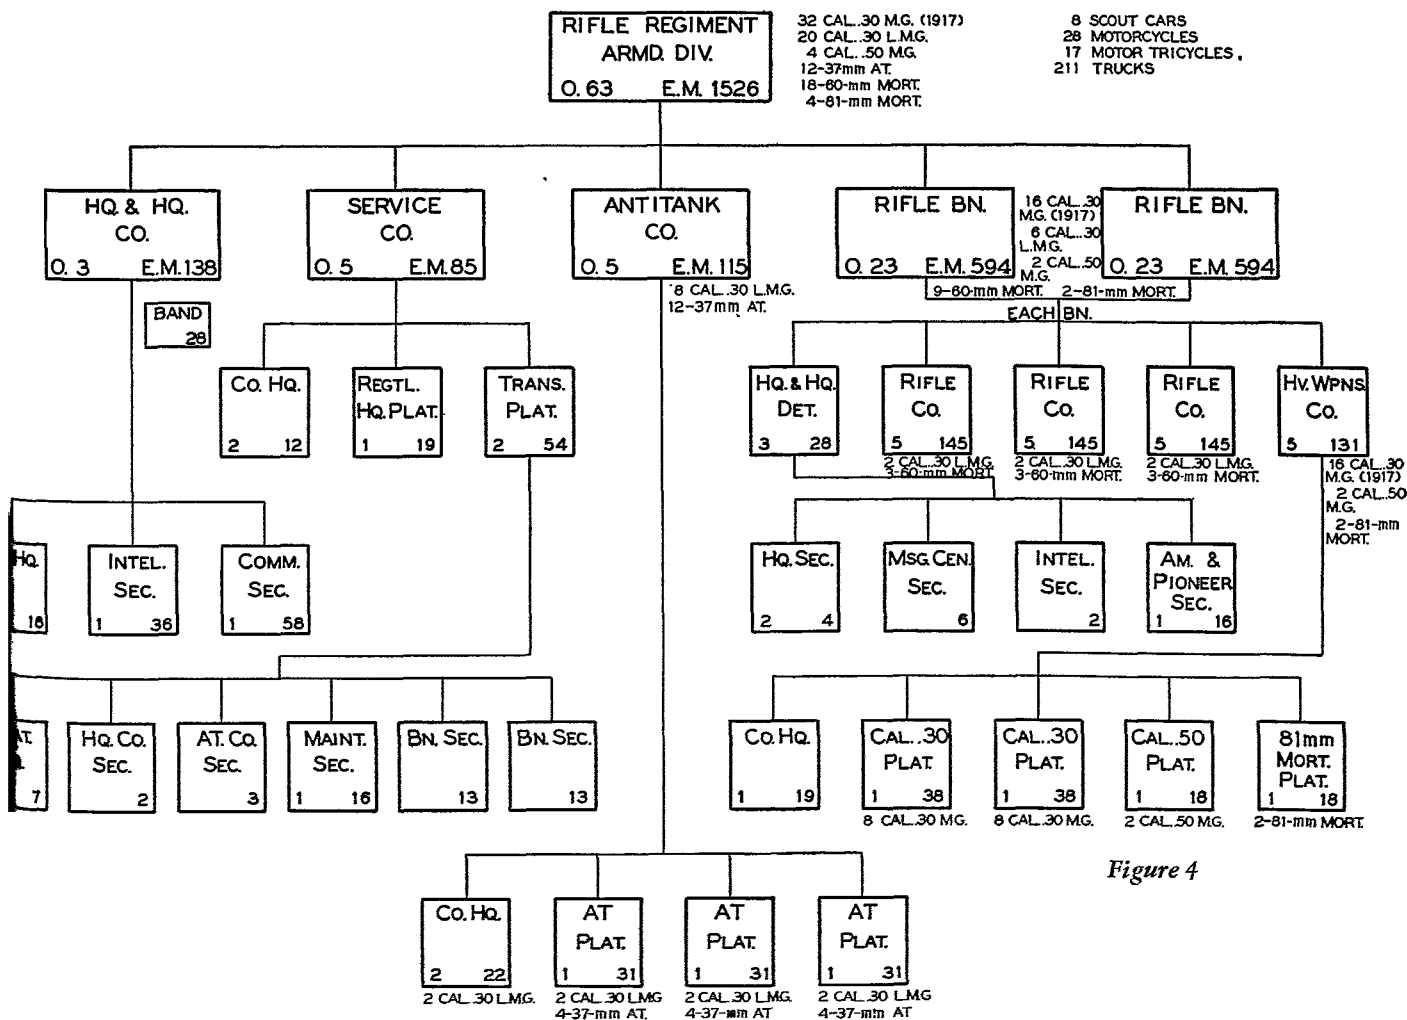 RIFLE REGIMENT
ARMD. DIV.
O. 63 E.M. 1526
32 CAL..30 M.G. (1917)
20 CAL..30 L.M.G.
4 CAL..50 M.G.
12-37mm AT.
18-60-mm MORT.
4-81-mm MORT.
8 SCOUT CARS
28 MOTORCYCLES
17 MOTOR TRICYCLES.
211 TRUCKS
HQ. & HQ.
CO.
O. 3 E.M. 138
SERVICE
CO.
O. 5 E.M. 85
ANTITANK
CO.
O. 5 E.M. 115
8 CAL..30 L.M.G.
12-37mm AT.
RIFLE BN.
O. 23 E.M. 594
16 CAL..30
M.G. (1917)
6 CAL..30
L.M.G.
2 CAL..50
M.G.
9-60-mm MORT. 2-81-mm MORT.
RIFLE BN.
O. 23 E.M. 594
BAND
28
EACH BN.
CO. HQ.
2 12
REGTL.
HQ. PLAT.
1 19
TRANS.
PLAT.
2 54
HQ. & HQ.
DET.
3 28
RIFLE
CO.
5 145
2 CAL..30 L.M.G.
3-60-mm MORT.
RIFLE
CO.
5 145
2 CAL..30 L.M.G.
3-60-mm MORT.
RIFLE
CO.
5 145
2 CAL..30 L.M.G.
3-60-mm MORT.
HV. WPNS.
CO.
5 131
16 CAL..30
M.G. (1917)
2 CAL..50
M.G.
2-81-mm
MORT.
HQ.
18
INTEL.
SEC.
1 36
COMM.
SEC.
1 58
HQ. SEC.
2 4
MSG. CEN.
SEC.
6
INTEL.
SEC.
2
AM. &
PIONEER
SEC.
1 16
AT.
7
HQ. CO.
SEC.
2
AT. CO.
SEC.
3
MAINT.
SEC.
1 16
BN. SEC.
13
BN. SEC.
13
CO. HQ.
1 19
CAL..30
PLAT.
1 38
8 CAL..30 M.G.
CAL..30
PLAT.
1 38
8 CAL..30 M.G.
CAL..50
PLAT.
1 18
2 CAL..50 M.G.
81mm
MORT.
PLAT.
1 18
2-81-mm MORT.
Figure 4
CO. HQ.
2 22
2 CAL..30 L.M.G.
AT
PLAT.
1 31
2 CAL..30 L.M.G
4-37-mm AT.
AT
PLAT.
1 31
2 CAL..30 L.M.G.
4-37-mm AT
AT
PLAT.
1 31
2 CAL..30 L.M.G
4-37-mm AT